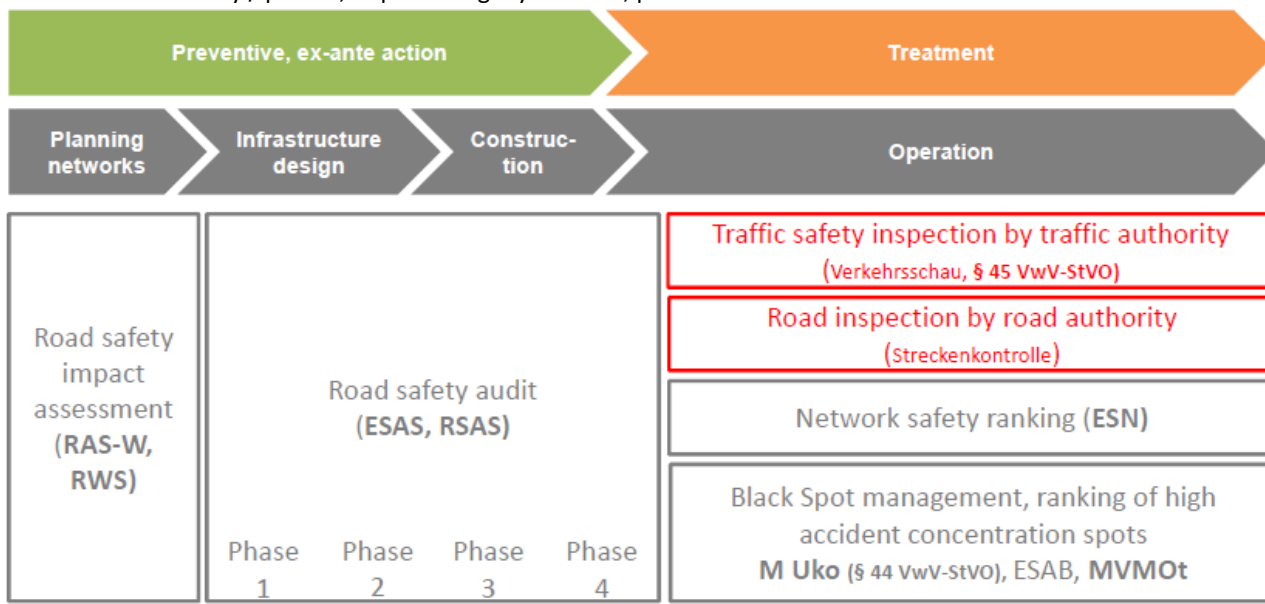 Preventive, ex-ante action
Treatment
Planning
networks
Infrastructure
design
Construc-
tion
Operation
Road safety
impact
assessment
(RAS-W,
RWS)
Road safety audit
(ESAS, RSAS)
Phase
1
Phase
2
Phase
3
Phase
4
Traffic safety inspection by traffic authority
(Verkehrsschau, § 45 VwV-StVO)
Road inspection by road authority
(Streckenkontrolle)
Network safety ranking (ESN)
Black Spot management, ranking of high
accident concentration spots
M Uko (§ 44 VwV-StVO), ESAB, MVMOt